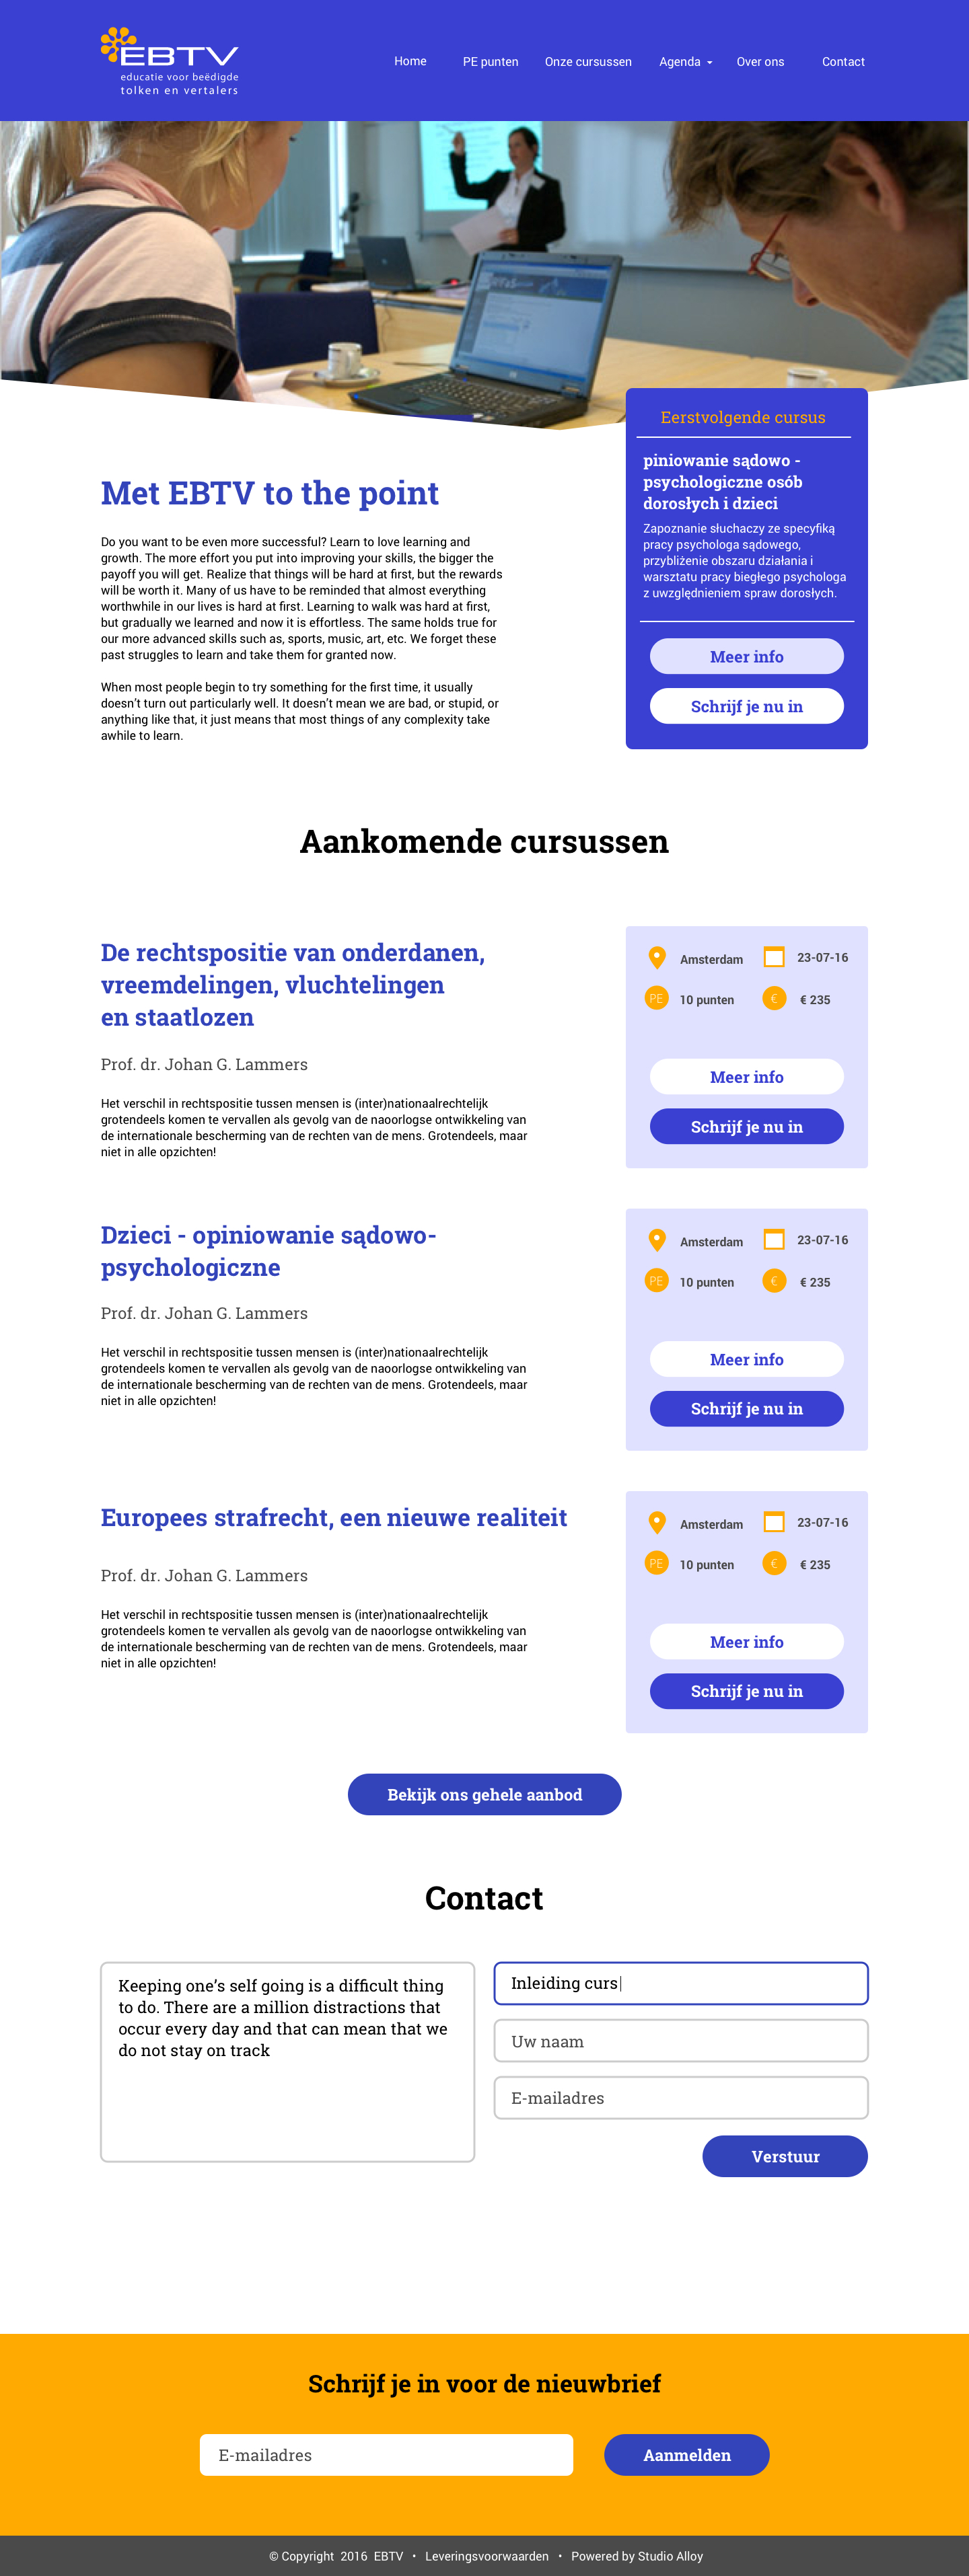 EBTV
educatie voor beëdigde
tolken en vertalers
Home
PE punten
Onze cursussen
Agenda
Over ons
Contact
Eerstvolgende cursus
piniowanie sądowo -
psychologiczne osób
dorosłych i dzieci
Zapoznanie słuchaczy ze specyfiką
pracy psychologa sądowego,
przybliżenie obszaru działania i
warsztatu pracy biegłego psychologa
z uwzględnieniem spraw dorosłych.
Meer info
Schrijf je nu in
Met EBTV to the point
Do you want to be even more successful? Learn to love learning and
growth. The more effort you put into improving your skills, the bigger the
payoff you will get. Realize that things will be hard at first, but the rewards
will be worth it. Many of us have to be reminded that almost everything
worthwhile in our lives is hard at first. Learning to walk was hard at first,
but gradually we learned and now it is effortless. The same holds true for
our more advanced skills such as, sports, music, art, etc. We forget these
past struggles to learn and take them for granted now.
When most people begin to try something for the first time, it usually
doesn’t turn out particularly well. It doesn’t mean we are bad, or stupid, or
anything like that, it just means that most things of any complexity take
awhile to learn.
Aankomende cursussen
De rechtspositie van onderdanen,
vreemdelingen, vluchtelingen
en staatlozen
Prof. dr. Johan G. Lammers
Het verschil in rechtspositie tussen mensen is (inter)nationaalrechtelijk
grotendeels komen te vervallen als gevolg van de naoorlogse ontwikkeling van
de internationale bescherming van de rechten van de mens. Grotendeels, maar
niet in alle opzichten!
Amsterdam
23-07-16
PE 10 punten
€ € 235
Meer info
Schrijf je nu in
Dzieci - opiniowanie sądowo-
psychologiczne
Prof. dr. Johan G. Lammers
Het verschil in rechtspositie tussen mensen is (inter)nationaalrechtelijk
grotendeels komen te vervallen als gevolg van de naoorlogse ontwikkeling van
de internationale bescherming van de rechten van de mens. Grotendeels, maar
niet in alle opzichten!
Amsterdam
23-07-16
PE 10 punten
€ € 235
Meer info
Schrijf je nu in
Europees strafrecht, een nieuwe realiteit
Prof. dr. Johan G. Lammers
Het verschil in rechtspositie tussen mensen is (inter)nationaalrechtelijk
grotendeels komen te vervallen als gevolg van de naoorlogse ontwikkeling van
de internationale bescherming van de rechten van de mens. Grotendeels, maar
niet in alle opzichten!
Amsterdam
23-07-16
PE 10 punten
€ € 235
Meer info
Schrijf je nu in
Bekijk ons gehele aanbod
Contact
Keeping one’s self going is a difficult thing
to do. There are a million distractions that
occur every day and that can mean that we
do not stay on track
Inleiding curs
Uw naam
E-mailadres
Verstuur
Schrijf je in voor de nieuwbrief
E-mailadres
Aanmelden
© Copyright 2016 EBTV • Leveringsvoorwaarden • Powered by Studio Alloy